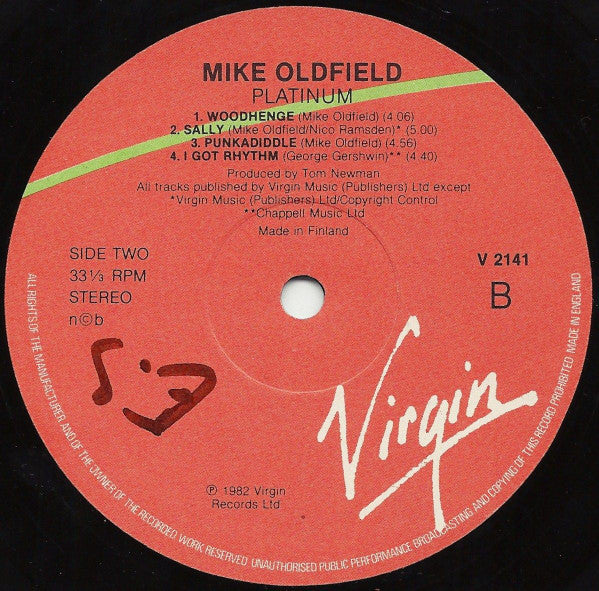 MIKE OLDFIELD
PLATINUM
1. WOODHENGE (Mike Oldfield) (4.06)
2. SALLY (Mike Oldfield/Nico Ramsden)* (5.00)
3. PUNKADIDDLE (Mike Oldfield) (4.56)
4. I GOT RHYTHM (George Gershwin)** (4.40)
Produced by Tom Newman
All tracks published by Virgin Music (Publishers) Ltd except
*Virgin Music (Publishers) Ltd/Copyright Control
**Chappell Music Ltd
Made in Finland
SIDE TWO
33⅓ RPM
STEREO
n©b
V 2141
B
Virgin
℗ 1982 Virgin
Records Ltd.
ALL RIGHTS OF THE MANUFACTURER AND OF THE OWNER OF THE RECORDED WORK RESERVED. UNAUTHORISED PUBLIC PERFORMANCE BROADCASTING AND COPYING OF THIS RECORD PROHIBITED. MADE IN ENGLAND